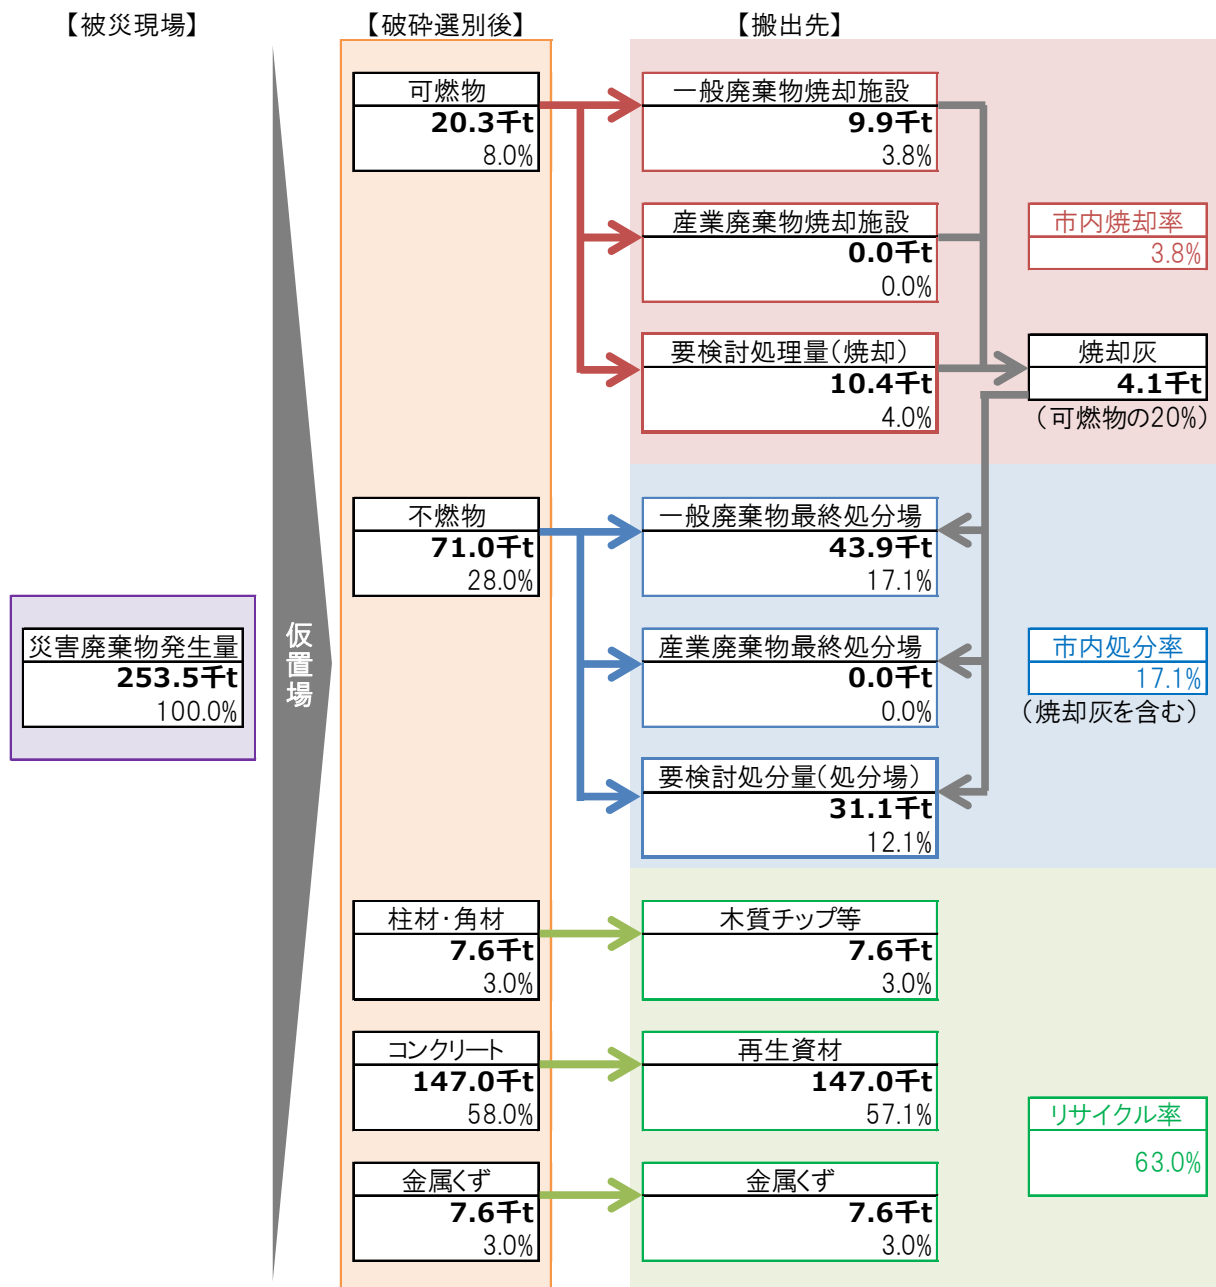 【被災現場】
【破砕選別後】
【搬出先】
災害廃棄物発生量
253.5千t
100.0%
仮置場
可燃物
20.3千t
8.0%
不燃物
71.0千t
28.0%
柱材・角材
7.6千t
3.0%
コンクリート
147.0千t
58.0%
金属くず
7.6千t
3.0%
一般廃棄物焼却施設
9.9千t
3.8%
産業廃棄物焼却施設
0.0千t
0.0%
要検討処理量（焼却）
10.4千t
4.0%
一般廃棄物最終処分場
43.9千t
17.1%
産業廃棄物最終処分場
0.0千t
0.0%
要検討処分量（処分場）
31.1千t
12.1%
木質チップ等
7.6千t
3.0%
再生資材
147.0千t
57.1%
金属くず
7.6千t
3.0%
市内焼却率
3.8%
焼却灰
4.1千t
（可燃物の20%）
市内処分率
17.1%
（焼却灰を含む）
リサイクル率
63.0%